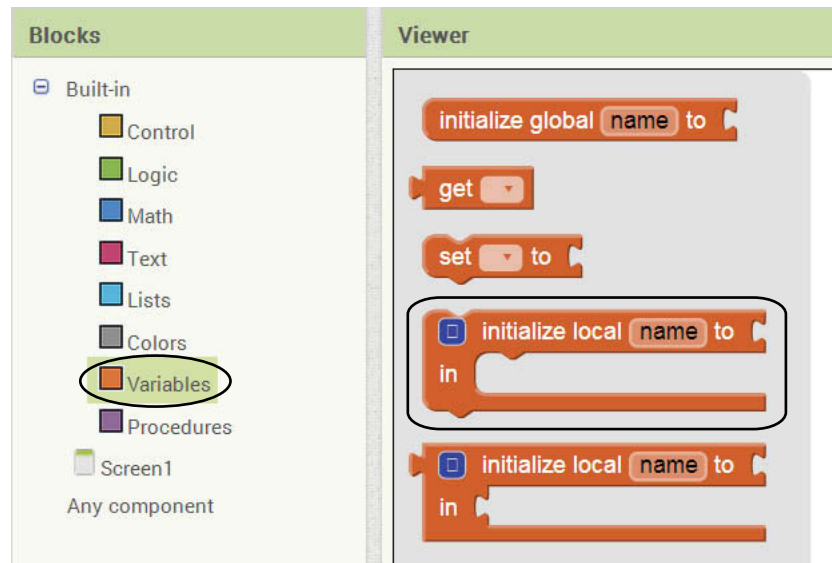 Blocks
Built-in
Control
Logic
Math
Text
Lists
Colors
Variables
Procedures
Screen1
Any component
Viewer
initialize global name to
get
set to
initialize local name to
in
initialize local name to
in